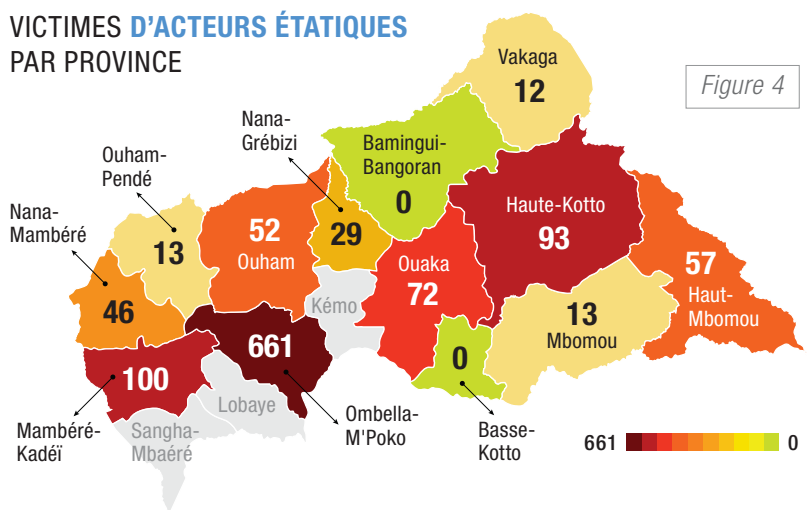 VICTIMES D'ACTEURS ÉTATIQUES
PAR PROVINCE
Figure 4
Vakaga
12
Nana-
Grébizi
29
Bamingui-
Bangoran
0
Ouham-
Pendé
13
Nana-
Mambéré
46
52
Ouham
Haute-Kotto
93
Ouaka
72
57
Haut-
Mbomou
Kémo
13
Mbomou
661
Ombella-
M'Poko
0
Basse-
Kotto
100
Mambéré-
Kadéï
Lobaye
Sangha-
Mbaéré
661
0